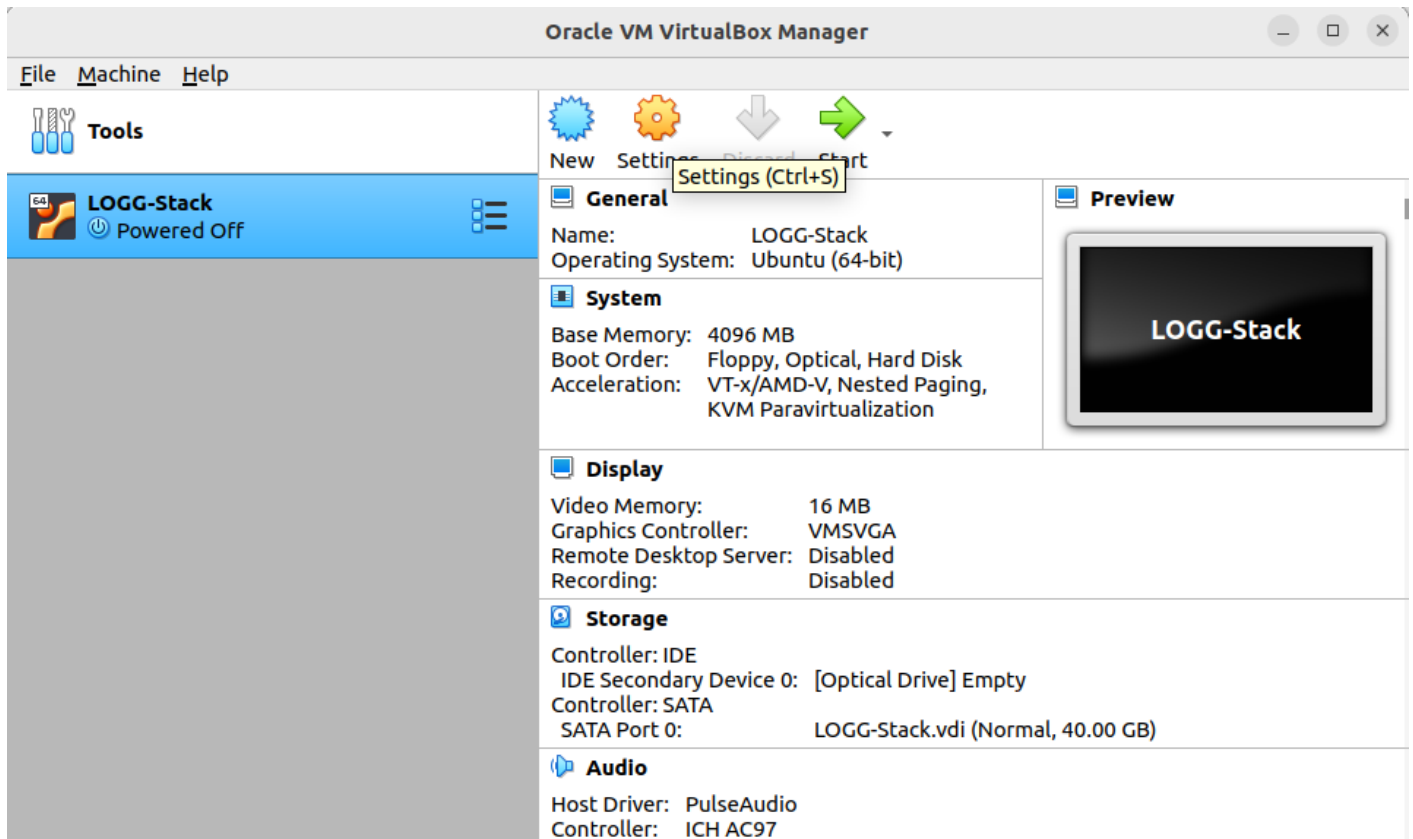 Oracle VM VirtualBox Manager
File Machine Help
Tools
New Settings Discard Start
Settings (Ctrl+S)
64
LOGG-Stack
Powered Off
General
Name: LOGG-Stack
Operating System: Ubuntu (64-bit)
Preview
LOGG-Stack
System
Base Memory: 4096 MB
Boot Order: Floppy, Optical, Hard Disk
Acceleration: VT-x/AMD-V, Nested Paging,
KVM Paravirtualization
Display
Video Memory: 16 MB
Graphics Controller: VMSVGA
Remote Desktop Server: Disabled
Recording: Disabled
Storage
Controller: IDE
IDE Secondary Device 0: [Optical Drive] Empty
Controller: SATA
SATA Port 0: LOGG-Stack.vdi (Normal, 40.00 GB)
Audio
Host Driver: PulseAudio
Controller: ICH AC97